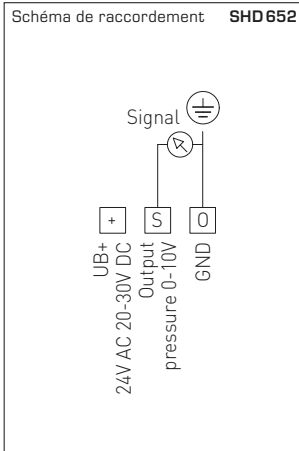 Schéma de raccordement SHD 652
Signal
+ S 0
UB+
24V AC 20-30V DC
Output
pressure 0-10V
GND